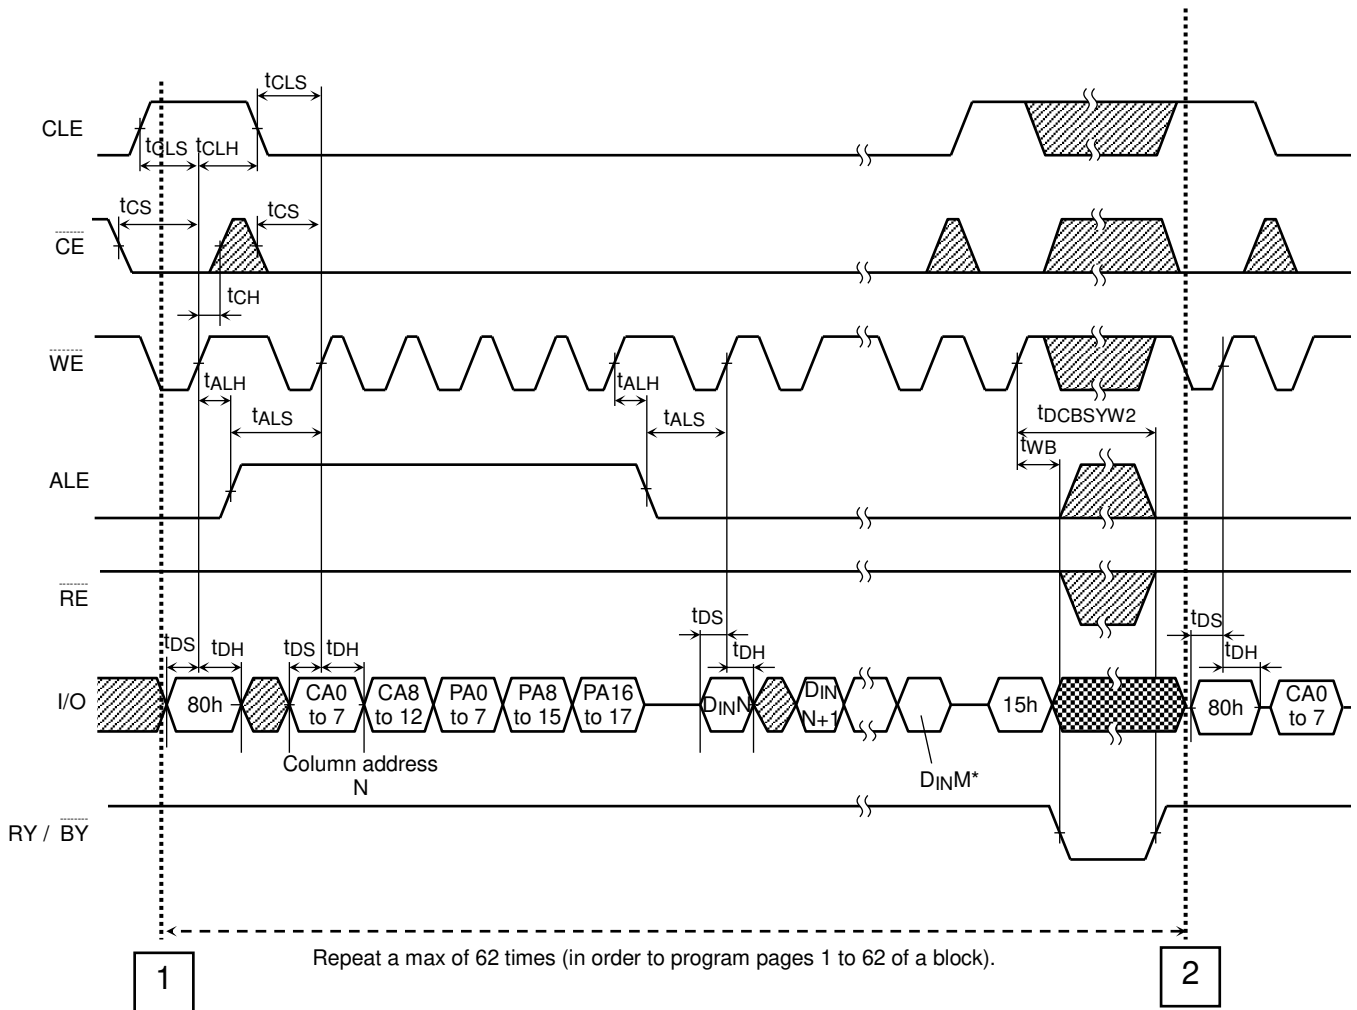 tCLS
CLE
tCLS tCLH
tCS tCS
CE
tCH
WE
tALH tALH
tALS tALS tDCBSYW2
tWB
ALE
RE
tDS tDH tDS tDH tDS tDH tDS tDH
I/O 80h CA0 to 7 CA8 to 12 PA0 to 7 PA8 to 15 PA16 to 17 DINN DIN N+1 15h 80h CA0 to 7
Column address
N
DINM*
RY / BY
Repeat a max of 62 times (in order to program pages 1 to 62 of a block).
1 2